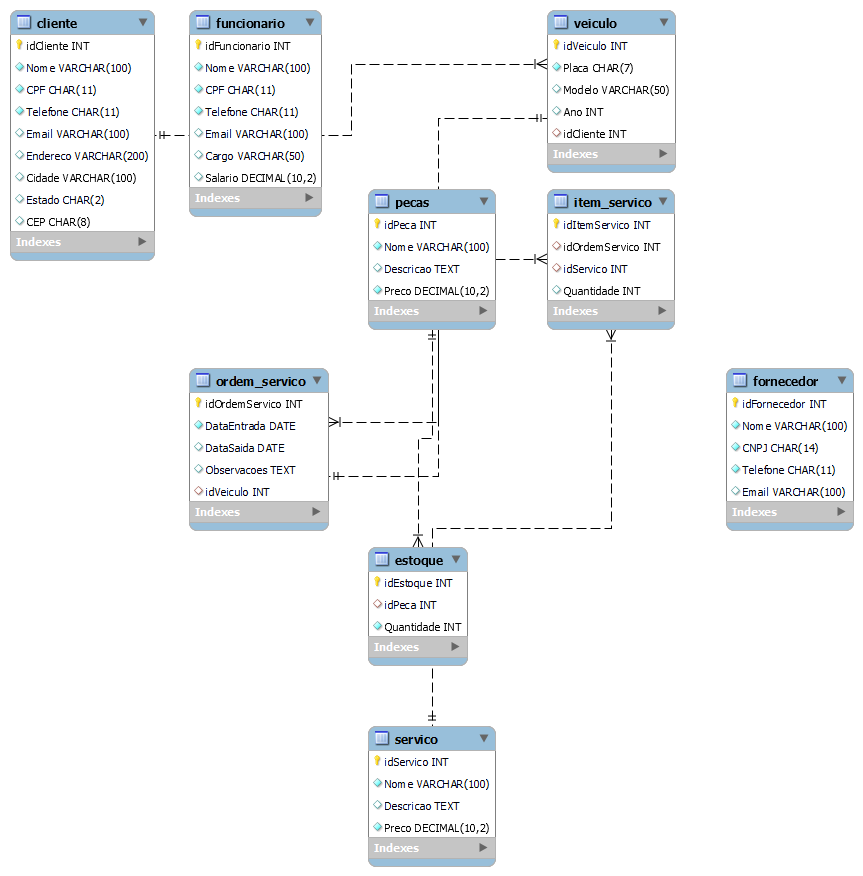 cliente
idCliente INT
Nome VARCHAR(100)
CPF CHAR(11)
Telefone CHAR(11)
Email VARCHAR(100)
Endereco VARCHAR(200)
Cidade VARCHAR(100)
Estado CHAR(2)
CEP CHAR(8)
Indexes
funcionario
idFuncionario INT
Nome VARCHAR(100)
CPF CHAR(11)
Telefone CHAR(11)
Email VARCHAR(100)
Cargo VARCHAR(50)
Salario DECIMAL(10,2)
Indexes
veiculo
idVeiculo INT
Placa CHAR(7)
Modelo VARCHAR(50)
Ano INT
idCliente INT
Indexes
pecas
idPeca INT
Nome VARCHAR(100)
Descricao TEXT
Preco DECIMAL(10,2)
Indexes
item_servico
idItemServico INT
idOrdemServico INT
idServico INT
Quantidade INT
Indexes
ordem_servico
idOrdemServico INT
DataEntrada DATE
DataSaida DATE
Observacoes TEXT
idVeiculo INT
Indexes
fornecedor
idFornecedor INT
Nome VARCHAR(100)
CNPJ CHAR(14)
Telefone CHAR(11)
Email VARCHAR(100)
Indexes
estoque
idEstoque INT
idPeca INT
Quantidade INT
Indexes
servico
idServico INT
Nome VARCHAR(100)
Descricao TEXT
Preco DECIMAL(10,2)
Indexes